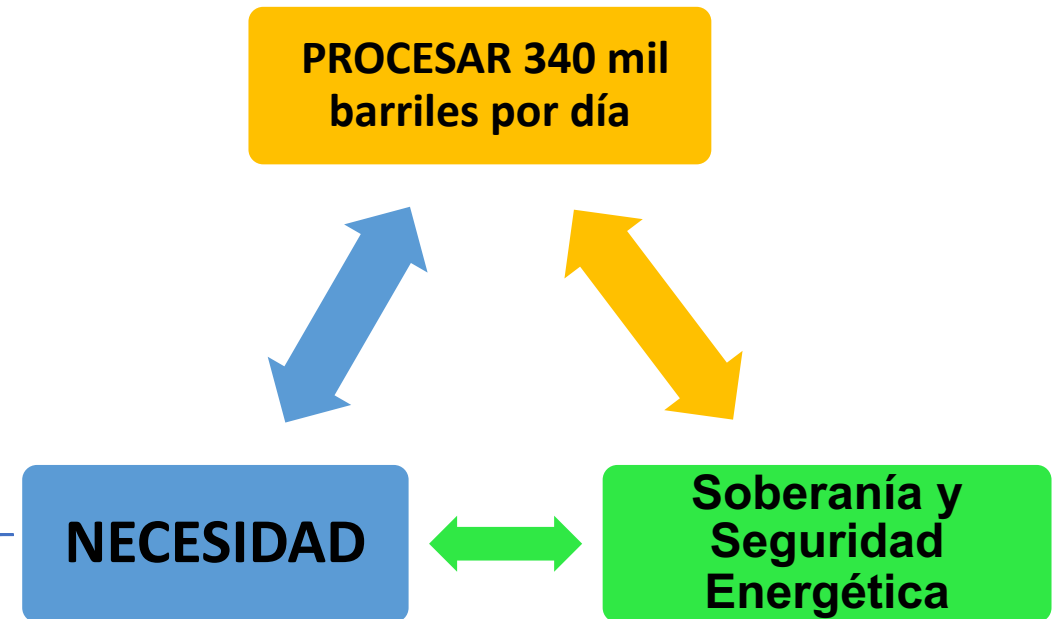 PROCESAR 340 mil
barriles por día
NECESIDAD
Soberanía y
Seguridad
Energética